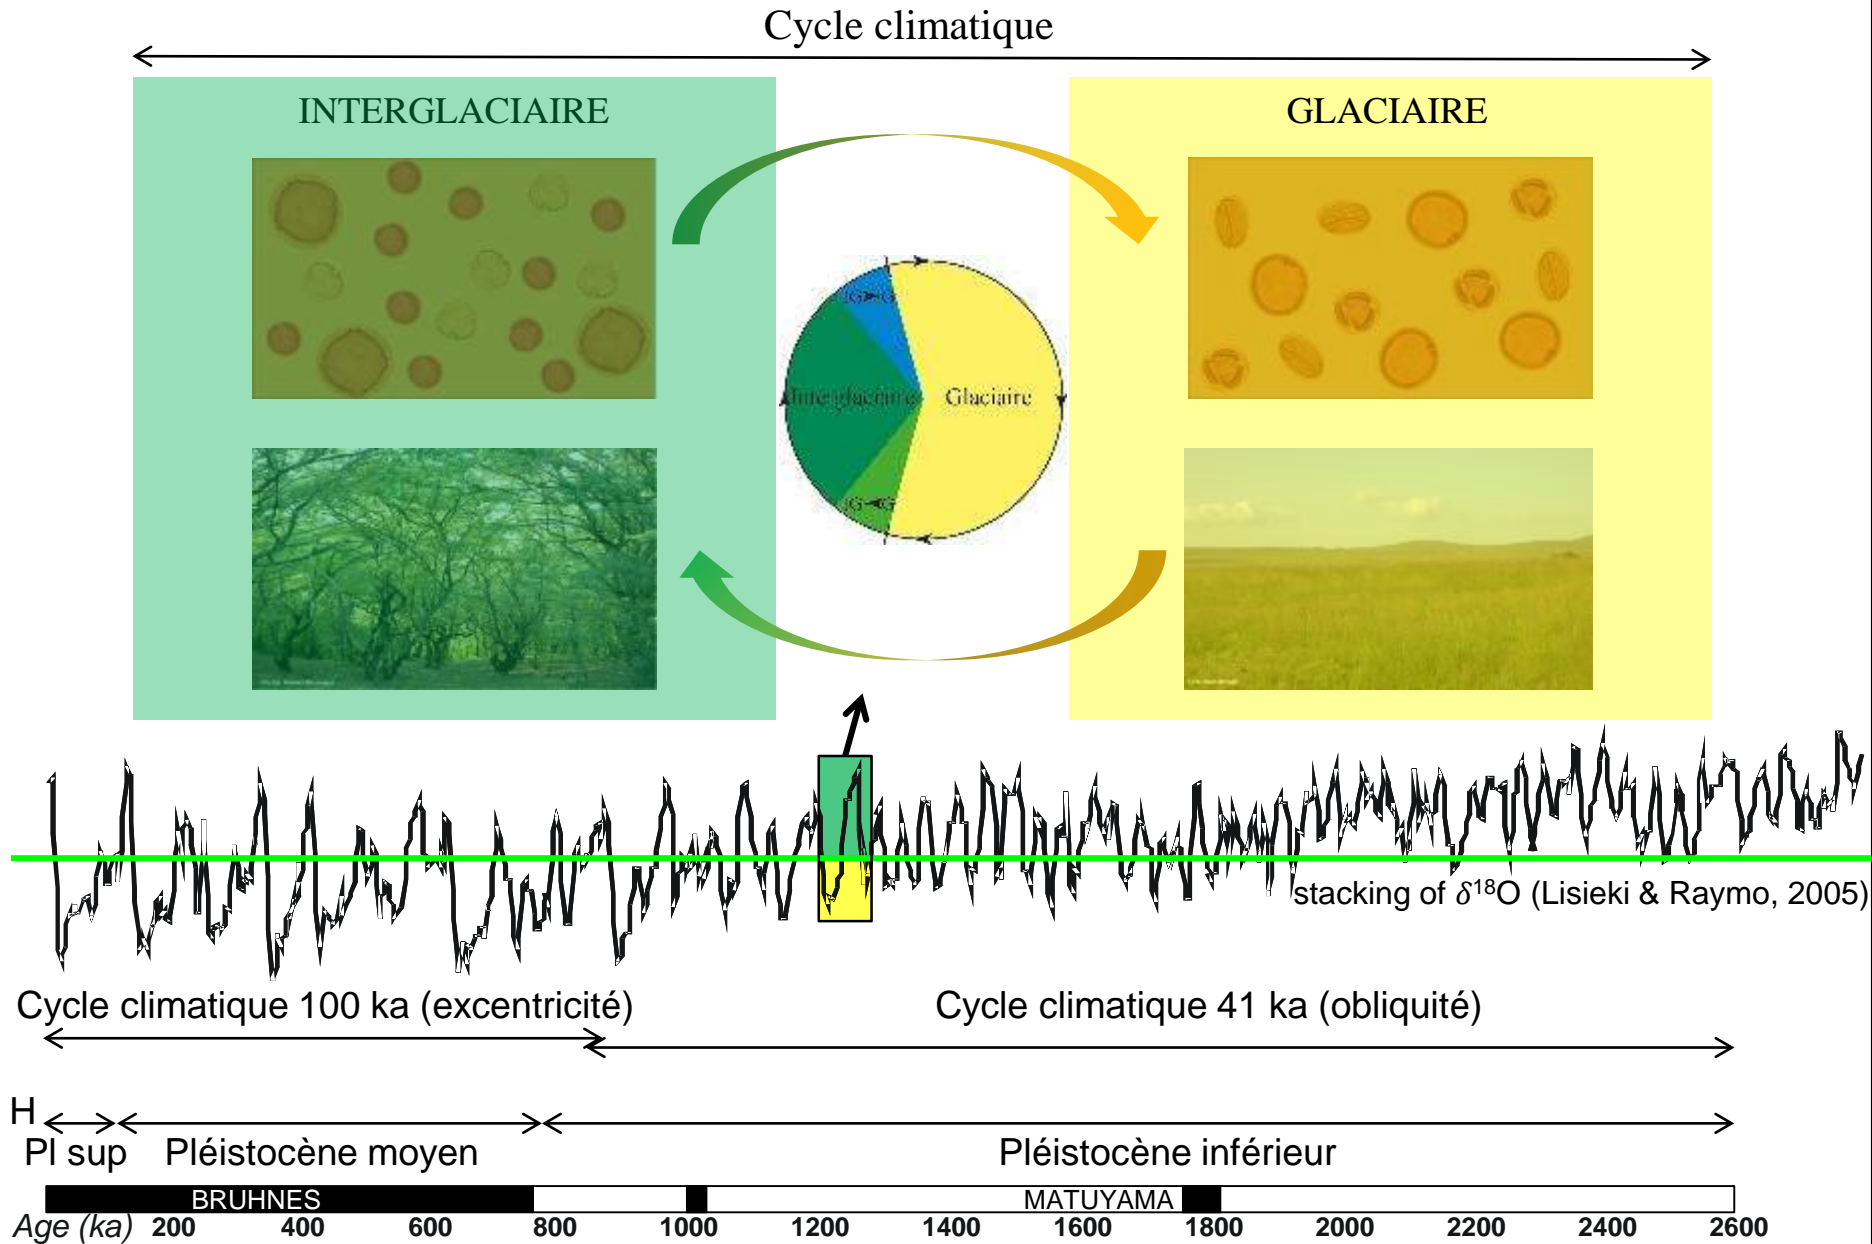 Cycle climatique
INTERGLACIAIRE
GLACIAIRE
Interglaciaire
Glaciaire
stacking of δ¹⁸O (Lisieki & Raymo, 2005)
Cycle climatique 100 ka (excentricité)
Cycle climatique 41 ka (obliquité)
H
Pl sup
Pléistocène moyen
Pléistocène inférieur
BRUHNES
MATUYAMA
Age (ka) 200 400 600 800 1000 1200 1400 1600 1800 2000 2200 2400 2600